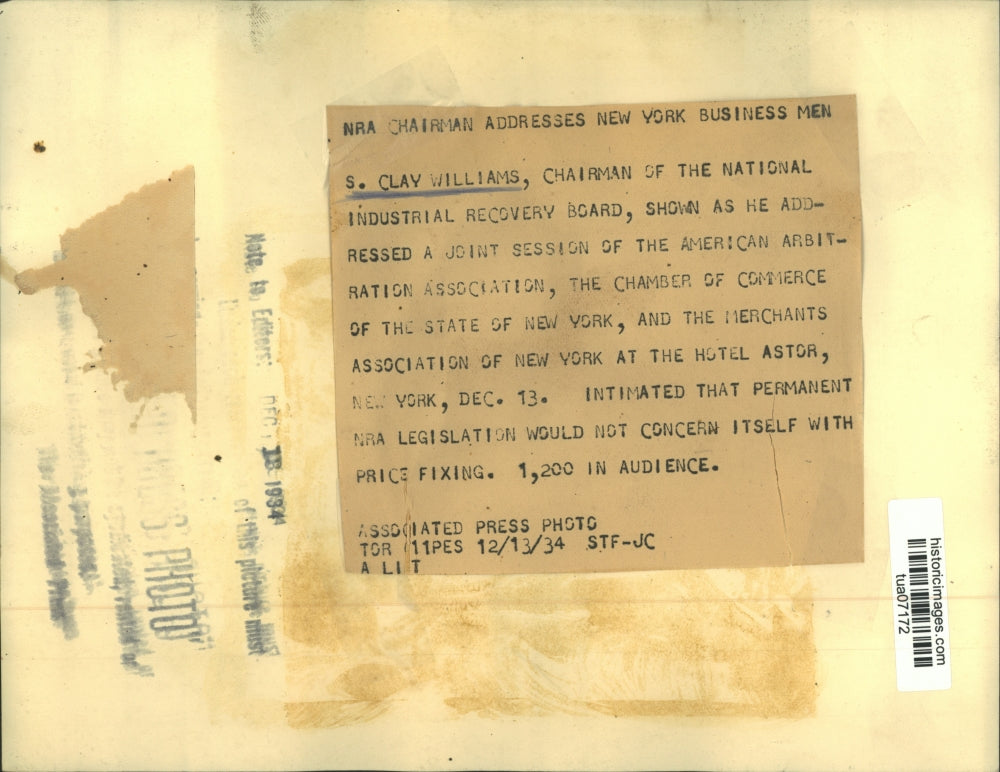 NRA CHAIRMAN ADDRESSES NEW YORK BUSINESS MEN
S. CLAY WILLIAMS, CHAIRMAN OF THE NATIONAL
INDUSTRIAL RECOVERY BOARD, SHOWN AS HE ADD-
RESSED A JOINT SESSION OF THE AMERICAN ARBIT-
RATION ASSOCIATION, THE CHAMBER OF COMMERCE
OF THE STATE OF NEW YORK, AND THE MERCHANTS
ASSOCIATION OF NEW YORK AT THE HOTEL ASTOR,
NEW YORK, DEC. 13. INTIMATED THAT PERMANENT
NRA LEGISLATION WOULD NOT CONCERN ITSELF WITH
PRICE FIXING. 1,200 IN AUDIENCE.
ASSOCIATED PRESS PHOTO
TOR 11PES 12/13/34 STF-JC
A LI T
Note to Editors:
of this picture must
DEC 1934
PHOTO"
historicimages.com
tua07172